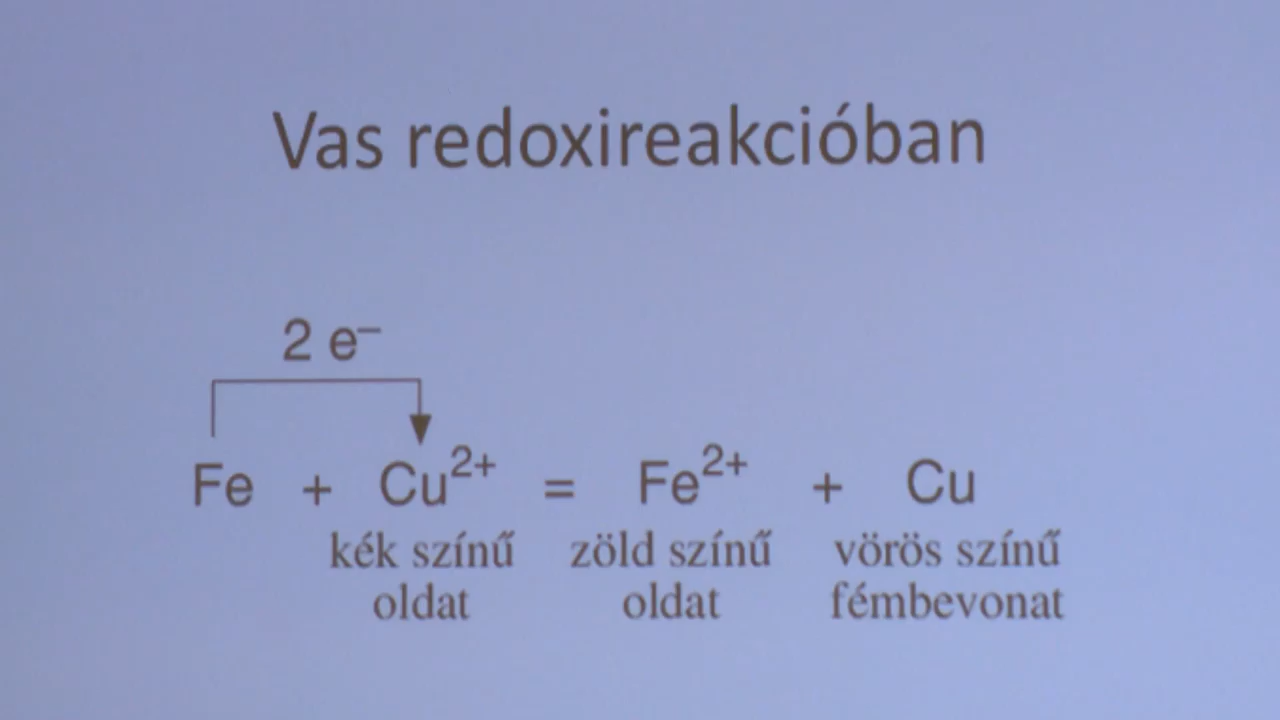 Vas redoxireakcióban
2 e⁻
Fe + Cu²⁺ = Fe²⁺ + Cu
kék színű zöld színű vörös színű
oldat oldat fémbevonat